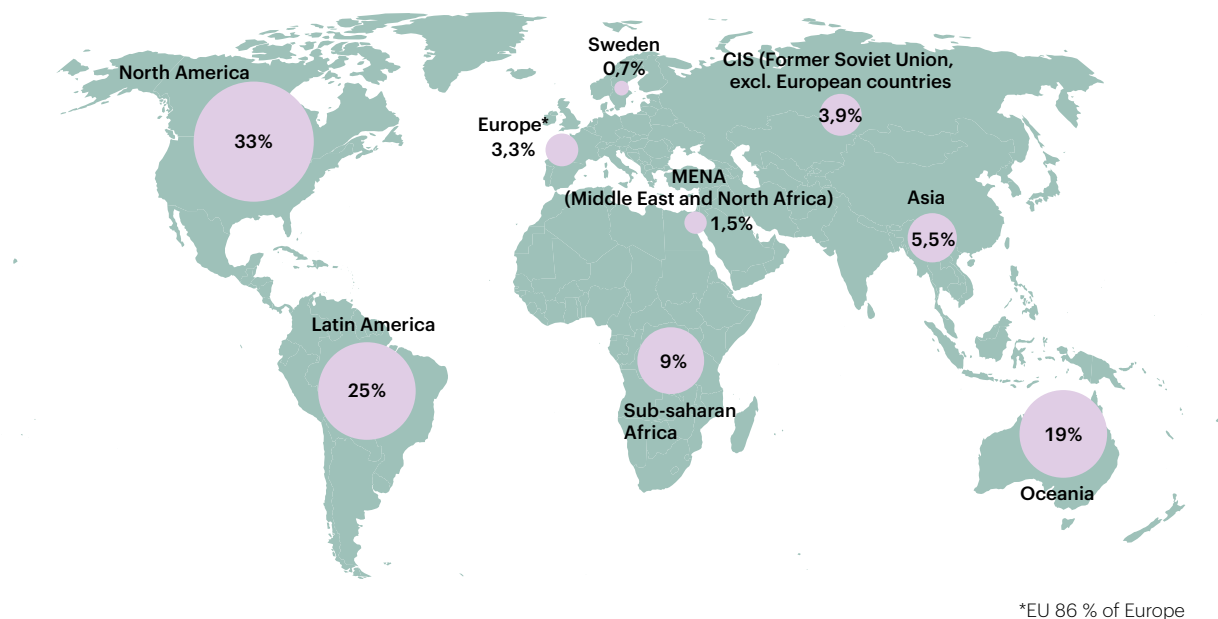 Sweden
0,7%
North America
33%
CIS (Former Soviet Union,
excl. European countries
3,9%
Europe*
3,3%
MENA
(Middle East and North Africa)
1,5%
Asia
5,5%
Latin America
25%
9%
Sub-saharan
Africa
19%
Oceania
*EU 86 % of Europe